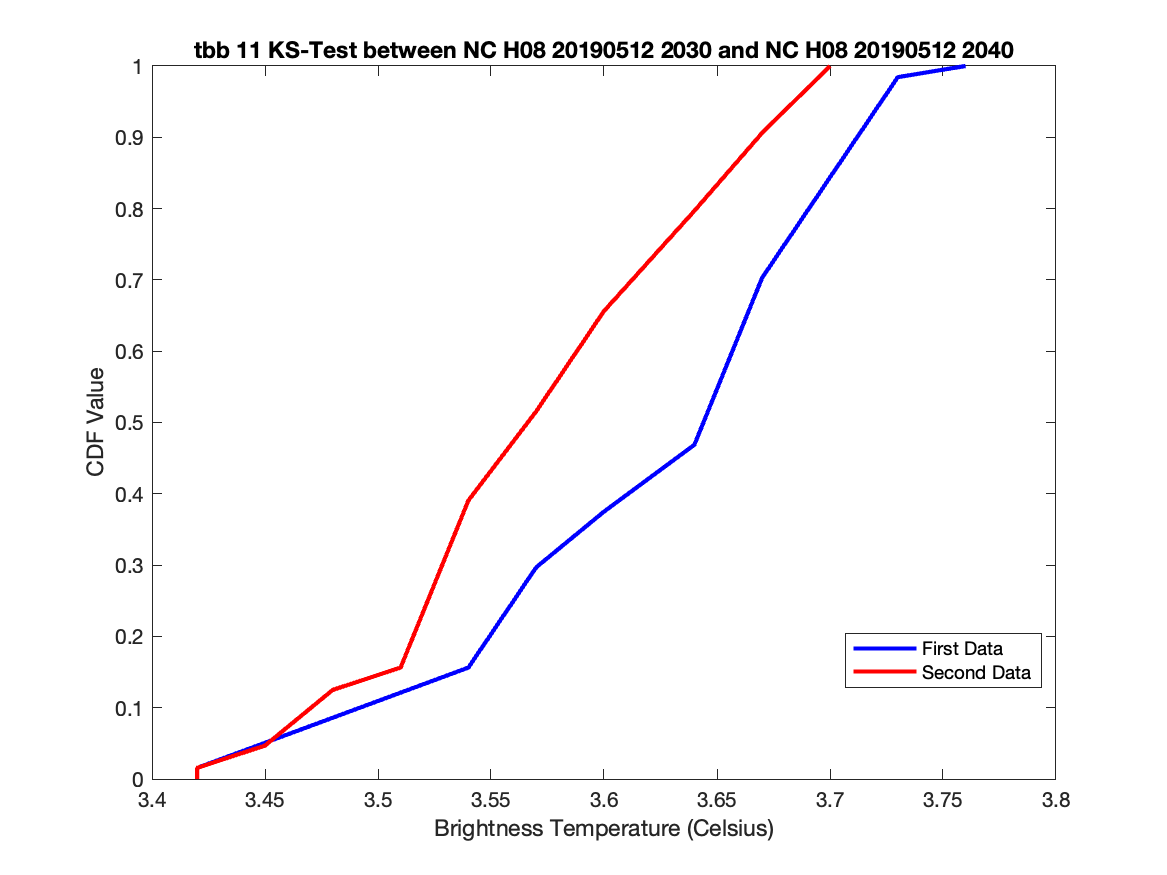 tbb 11 KS-Test between NC H08 20190512 2030 and NC H08 20190512 2040
1
0.9
0.8
0.7
0.6
0.5
0.4
0.3
0.2
0.1
0
CDF Value
First Data
Second Data
3.4 3.45 3.5 3.55 3.6 3.65 3.7 3.75 3.8
Brightness Temperature (Celsius)